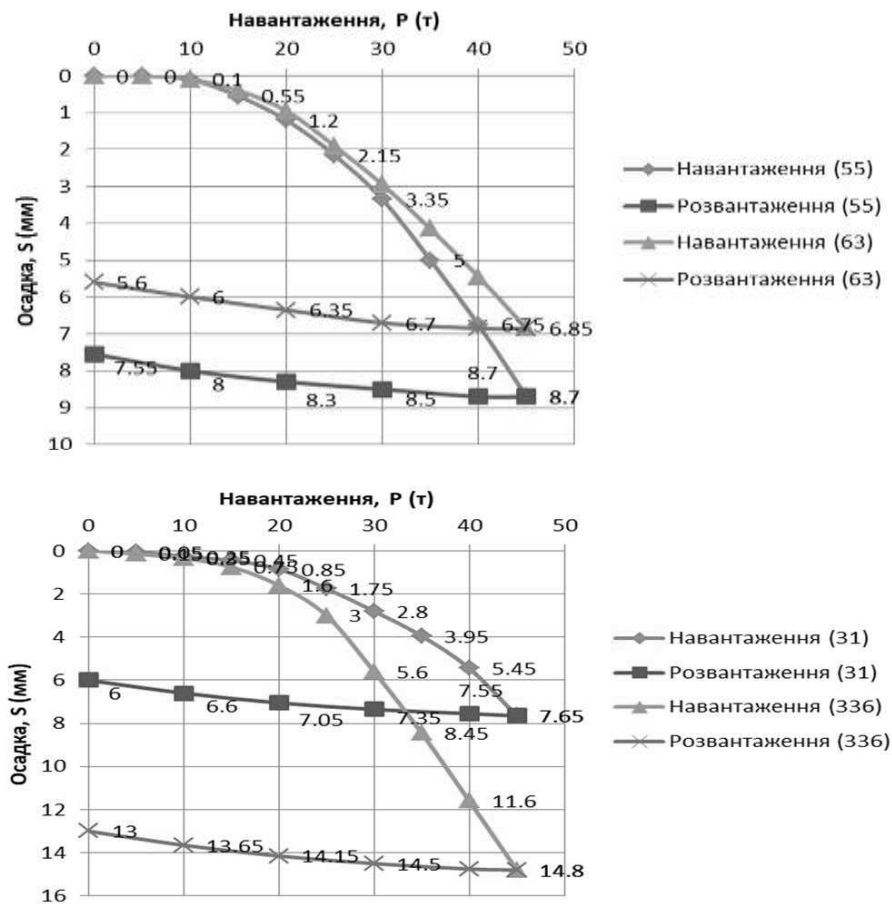 Навантаження, Р (т)
0 10 20 30 40 50
Осадка, S (мм)
0
1
2
3
4
5
6
7
8
9
10
0 0 0.1 0.55 1.2 2.15 3.35 5 6.75 8.7
5.6 6 6.35 6.7 6.85
7.55 8 8.3 8.5 8.7
Навантаження (55)
Розвантаження (55)
Навантаження (63)
Розвантаження (63)
Навантаження, Р (т)
0 10 20 30 40 50
Осадка, S (мм)
0
2
4
6
8
10
12
14
16
0 0.45 0.85 1.75 2.8 3.95 5.45 7.65
1.6 3 5.6 8.45 11.6 14.8
6 6.6 7.05 7.35 7.55
13 13.65 14.15 14.5
Навантаження (31)
Розвантаження (31)
Навантаження (336)
Розвантаження (336)